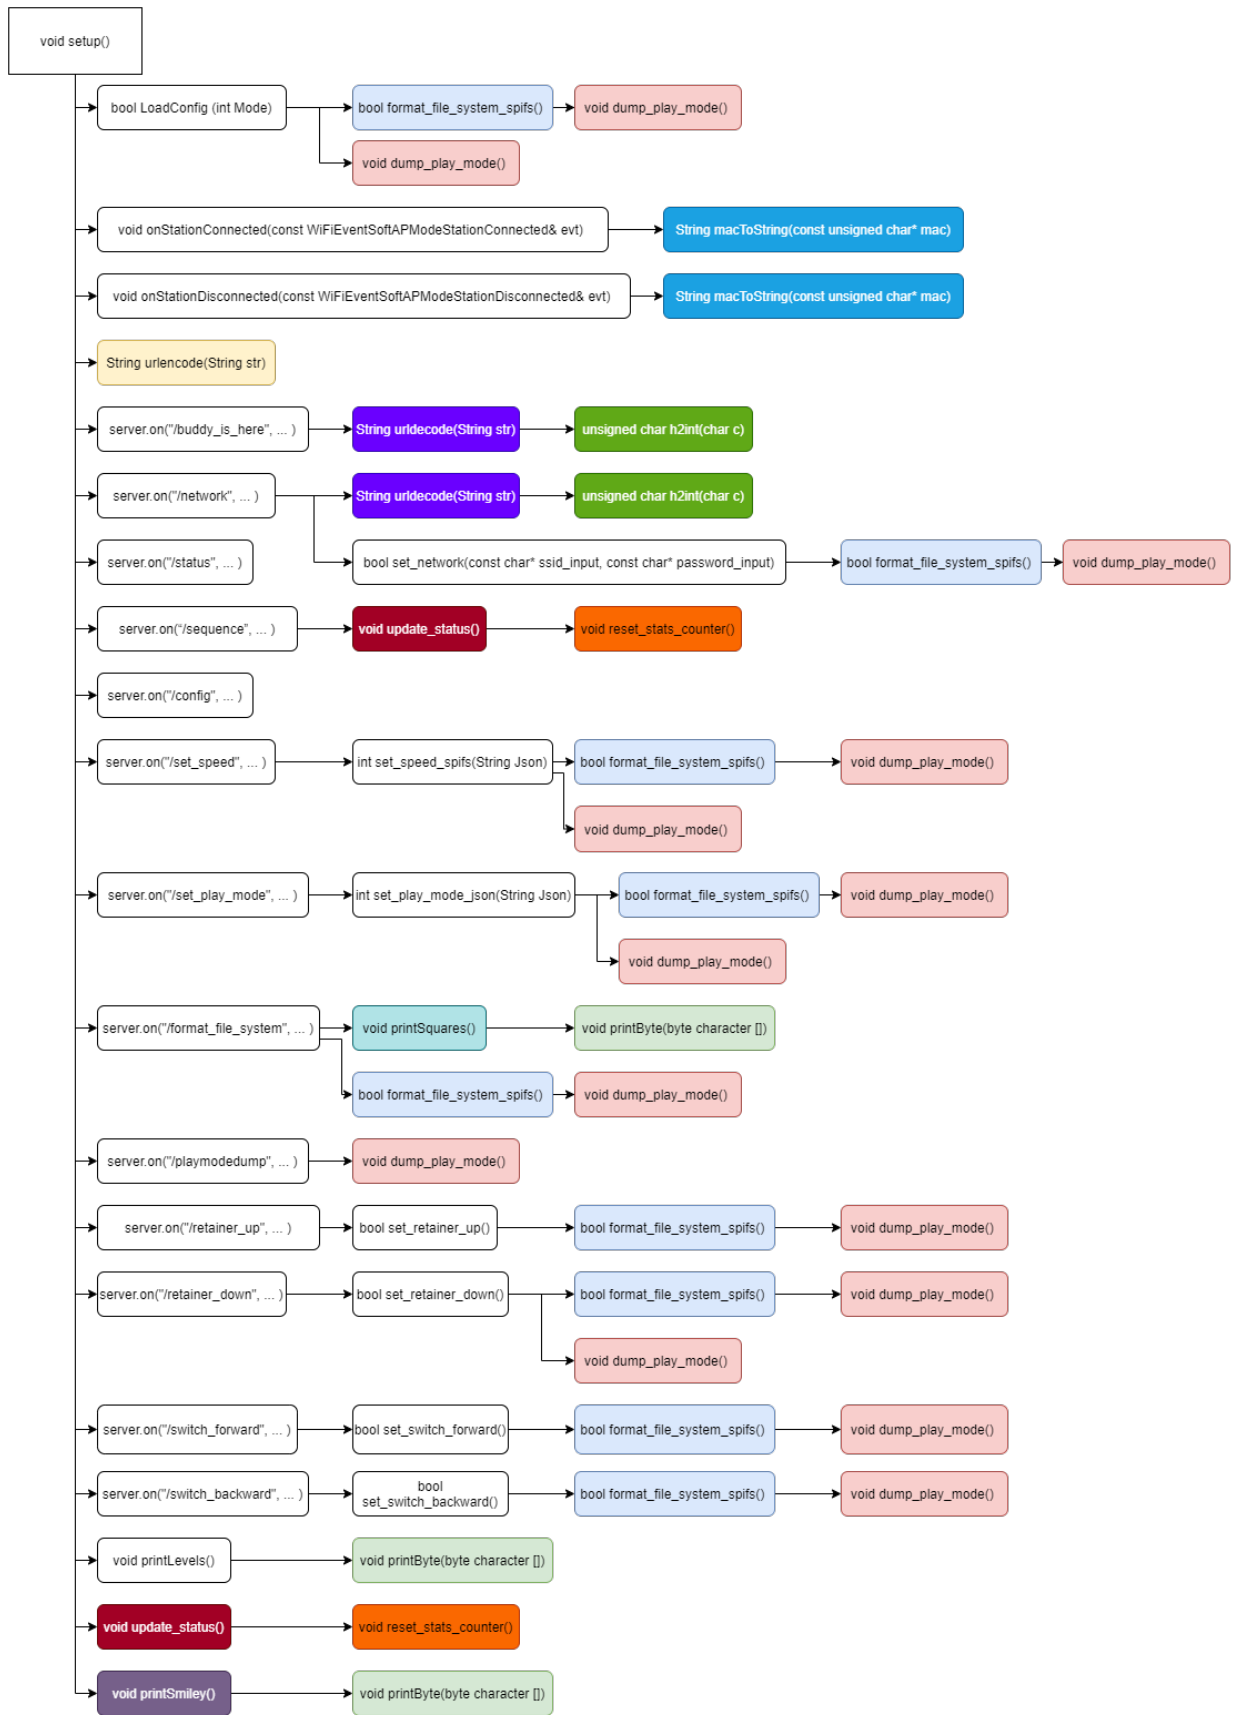 void setup()
bool LoadConfig (int Mode)
bool format_file_system_spifs()
void dump_play_mode()
void dump_play_mode()
void onStationConnected(const WiFiEventSoftAPModeStationConnected& evt)
String macToString(const unsigned char* mac)
void onStationDisconnected(const WiFiEventSoftAPModeStationDisconnected& evt)
String macToString(const unsigned char* mac)
String urlencode(String str)
server.on("/buddy_is_here", ... )
String urldecode(String str)
unsigned char h2int(char c)
server.on("/network", ... )
String urldecode(String str)
unsigned char h2int(char c)
server.on("/status", ... )
bool set_network(const char* ssid_input, const char* password_input)
bool format_file_system_spifs()
void dump_play_mode()
server.on(“/sequence”, ... )
void update_status()
void reset_stats_counter()
server.on("/config", ... )
server.on("/set_speed", ... )
int set_speed_spifs(String Json)
bool format_file_system_spifs()
void dump_play_mode()
void dump_play_mode()
server.on("/set_play_mode", ... )
int set_play_mode_json(String Json)
bool format_file_system_spifs()
void dump_play_mode()
void dump_play_mode()
server.on("/format_file_system", ... )
void printSquares()
void printByte(byte character [])
bool format_file_system_spifs()
void dump_play_mode()
server.on("/playmodedump", ... )
void dump_play_mode()
server.on("/retainer_up", ... )
bool set_retainer_up()
bool format_file_system_spifs()
void dump_play_mode()
server.on("/retainer_down", ... )
bool set_retainer_down()
bool format_file_system_spifs()
void dump_play_mode()
void dump_play_mode()
server.on("/switch_forward", ... )
bool set_switch_forward()
bool format_file_system_spifs()
void dump_play_mode()
server.on("/switch_backward", ... )
bool
set_switch_backward()
bool format_file_system_spifs()
void dump_play_mode()
void printLevels()
void printByte(byte character [])
void update_status()
void reset_stats_counter()
void printSmiley()
void printByte(byte character [])